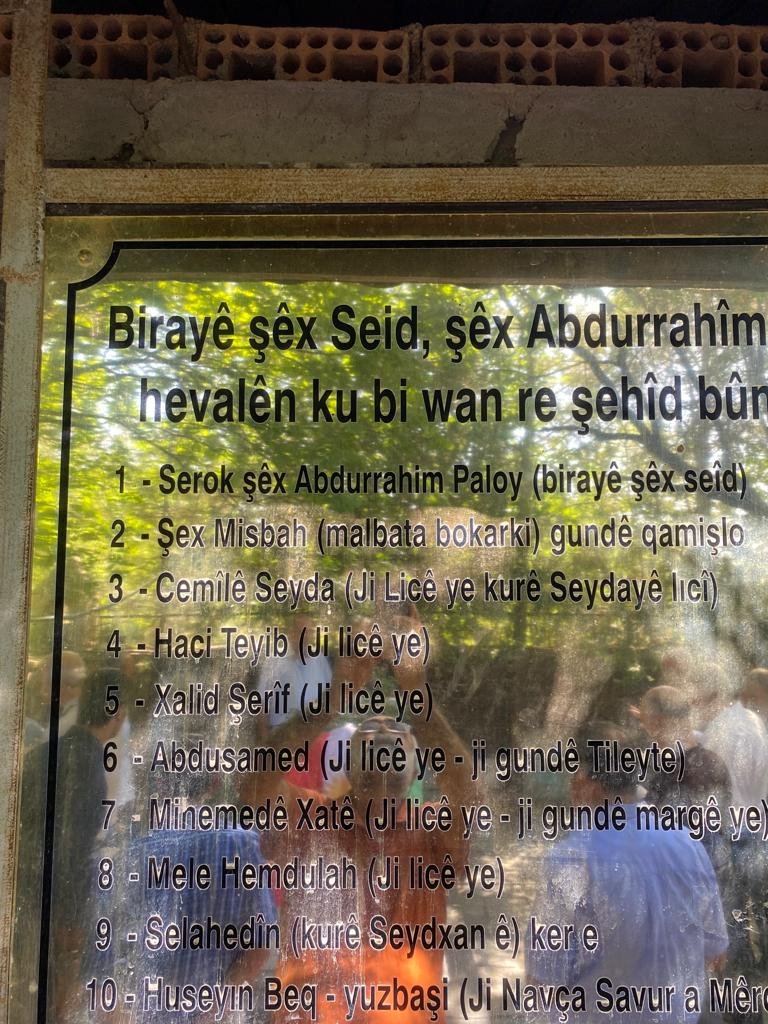 Birayê şêx Seid, şêx Abdurrahîm
hevalên ku bi wan re şehîd bûn
1 - Serok şêx Abdurrahim Paloy (birayê şêx seîd)
2 - Şex Misbah (malbata bokarki) gundê qamişlo
3 - Cemîlê Seyda (Ji Licê ye kurê Seydayê lıcî)
4 - Haci Teyib (Ji licê ye)
5 - Xalid Şerîf (Ji licê ye)
6 - Abdusamed (Ji licê ye - ji gundê Tileyte)
7 - Minemedê Xatê (Ji licê ye - ji gundê margê ye)
8 - Mele Hemdulah (Ji licê ye)
9 - Selahedîn (kurê Seydxan ê) ker e
10 - Huseyın Beq - yuzbaşi (Ji Navça Savur a